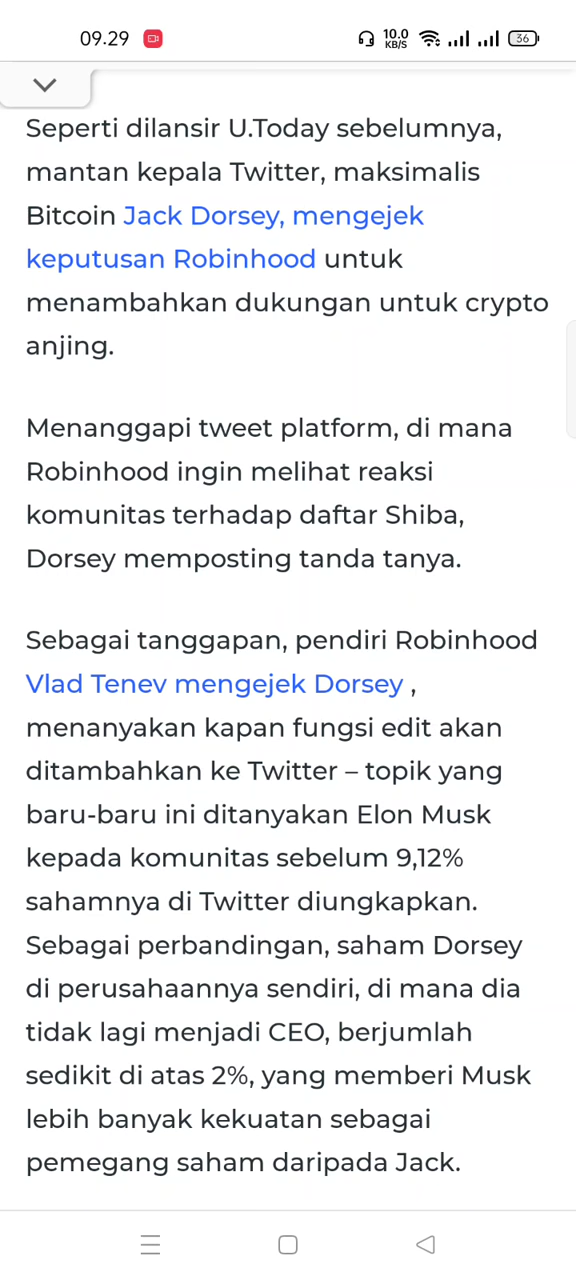 09.29
10.0
KB/S
36
Seperti dilansir U.Today sebelumnya,
mantan kepala Twitter, maksimalis
Bitcoin Jack Dorsey, mengejek
keputusan Robinhood untuk
menambahkan dukungan untuk crypto
anjing.
Menanggapi tweet platform, di mana
Robinhood ingin melihat reaksi
komunitas terhadap daftar Shiba,
Dorsey memposting tanda tanya.
Sebagai tanggapan, pendiri Robinhood
Vlad Tenev mengejek Dorsey ,
menanyakan kapan fungsi edit akan
ditambahkan ke Twitter – topik yang
baru-baru ini ditanyakan Elon Musk
kepada komunitas sebelum 9,12%
sahamnya di Twitter diungkapkan.
Sebagai perbandingan, saham Dorsey
di perusahaannya sendiri, di mana dia
tidak lagi menjadi CEO, berjumlah
sedikit di atas 2%, yang memberi Musk
lebih banyak kekuatan sebagai
pemegang saham daripada Jack.